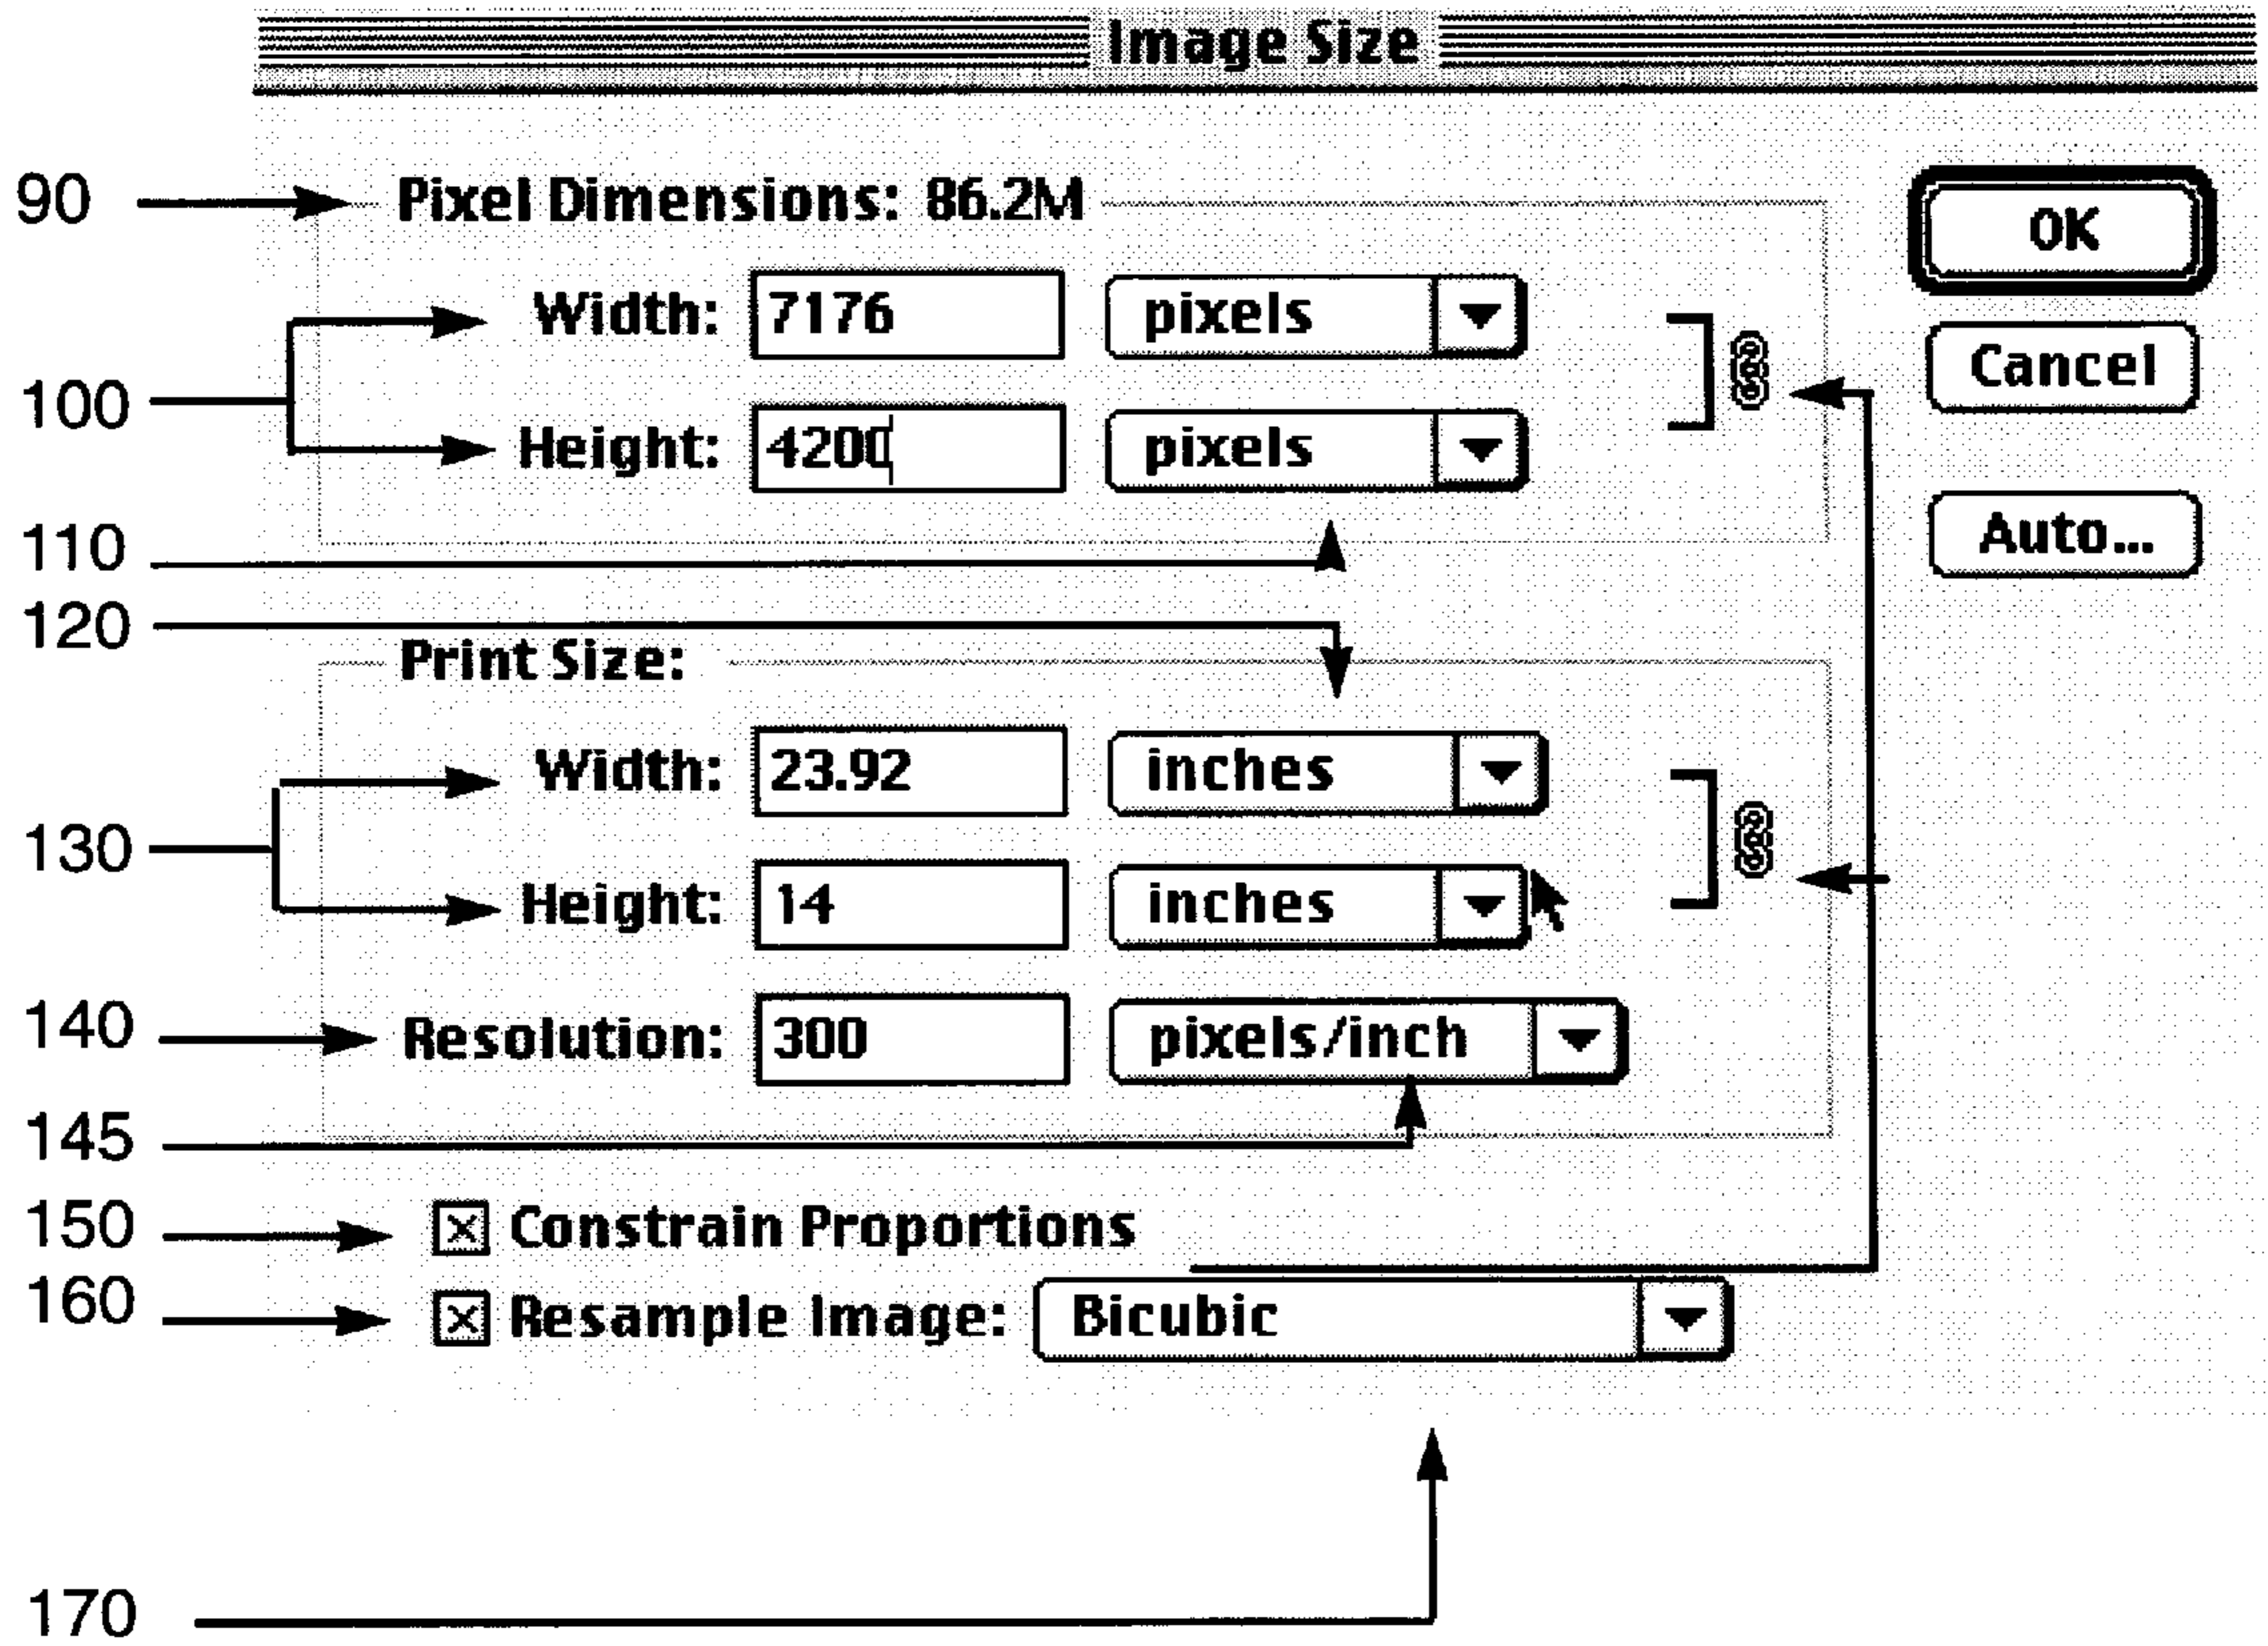 Image Size
90 Pixel Dimensions: 86.2M
OK
Width: 7176 pixels
Cancel
100
Height: 4200 pixels
Auto...
110
120
Print Size:
Width: 23.92 inches
130
Height: 14 inches
140 Resolution: 300 pixels/inch
145
150 Constrain Proportions
160 Resample Image: Bicubic
170